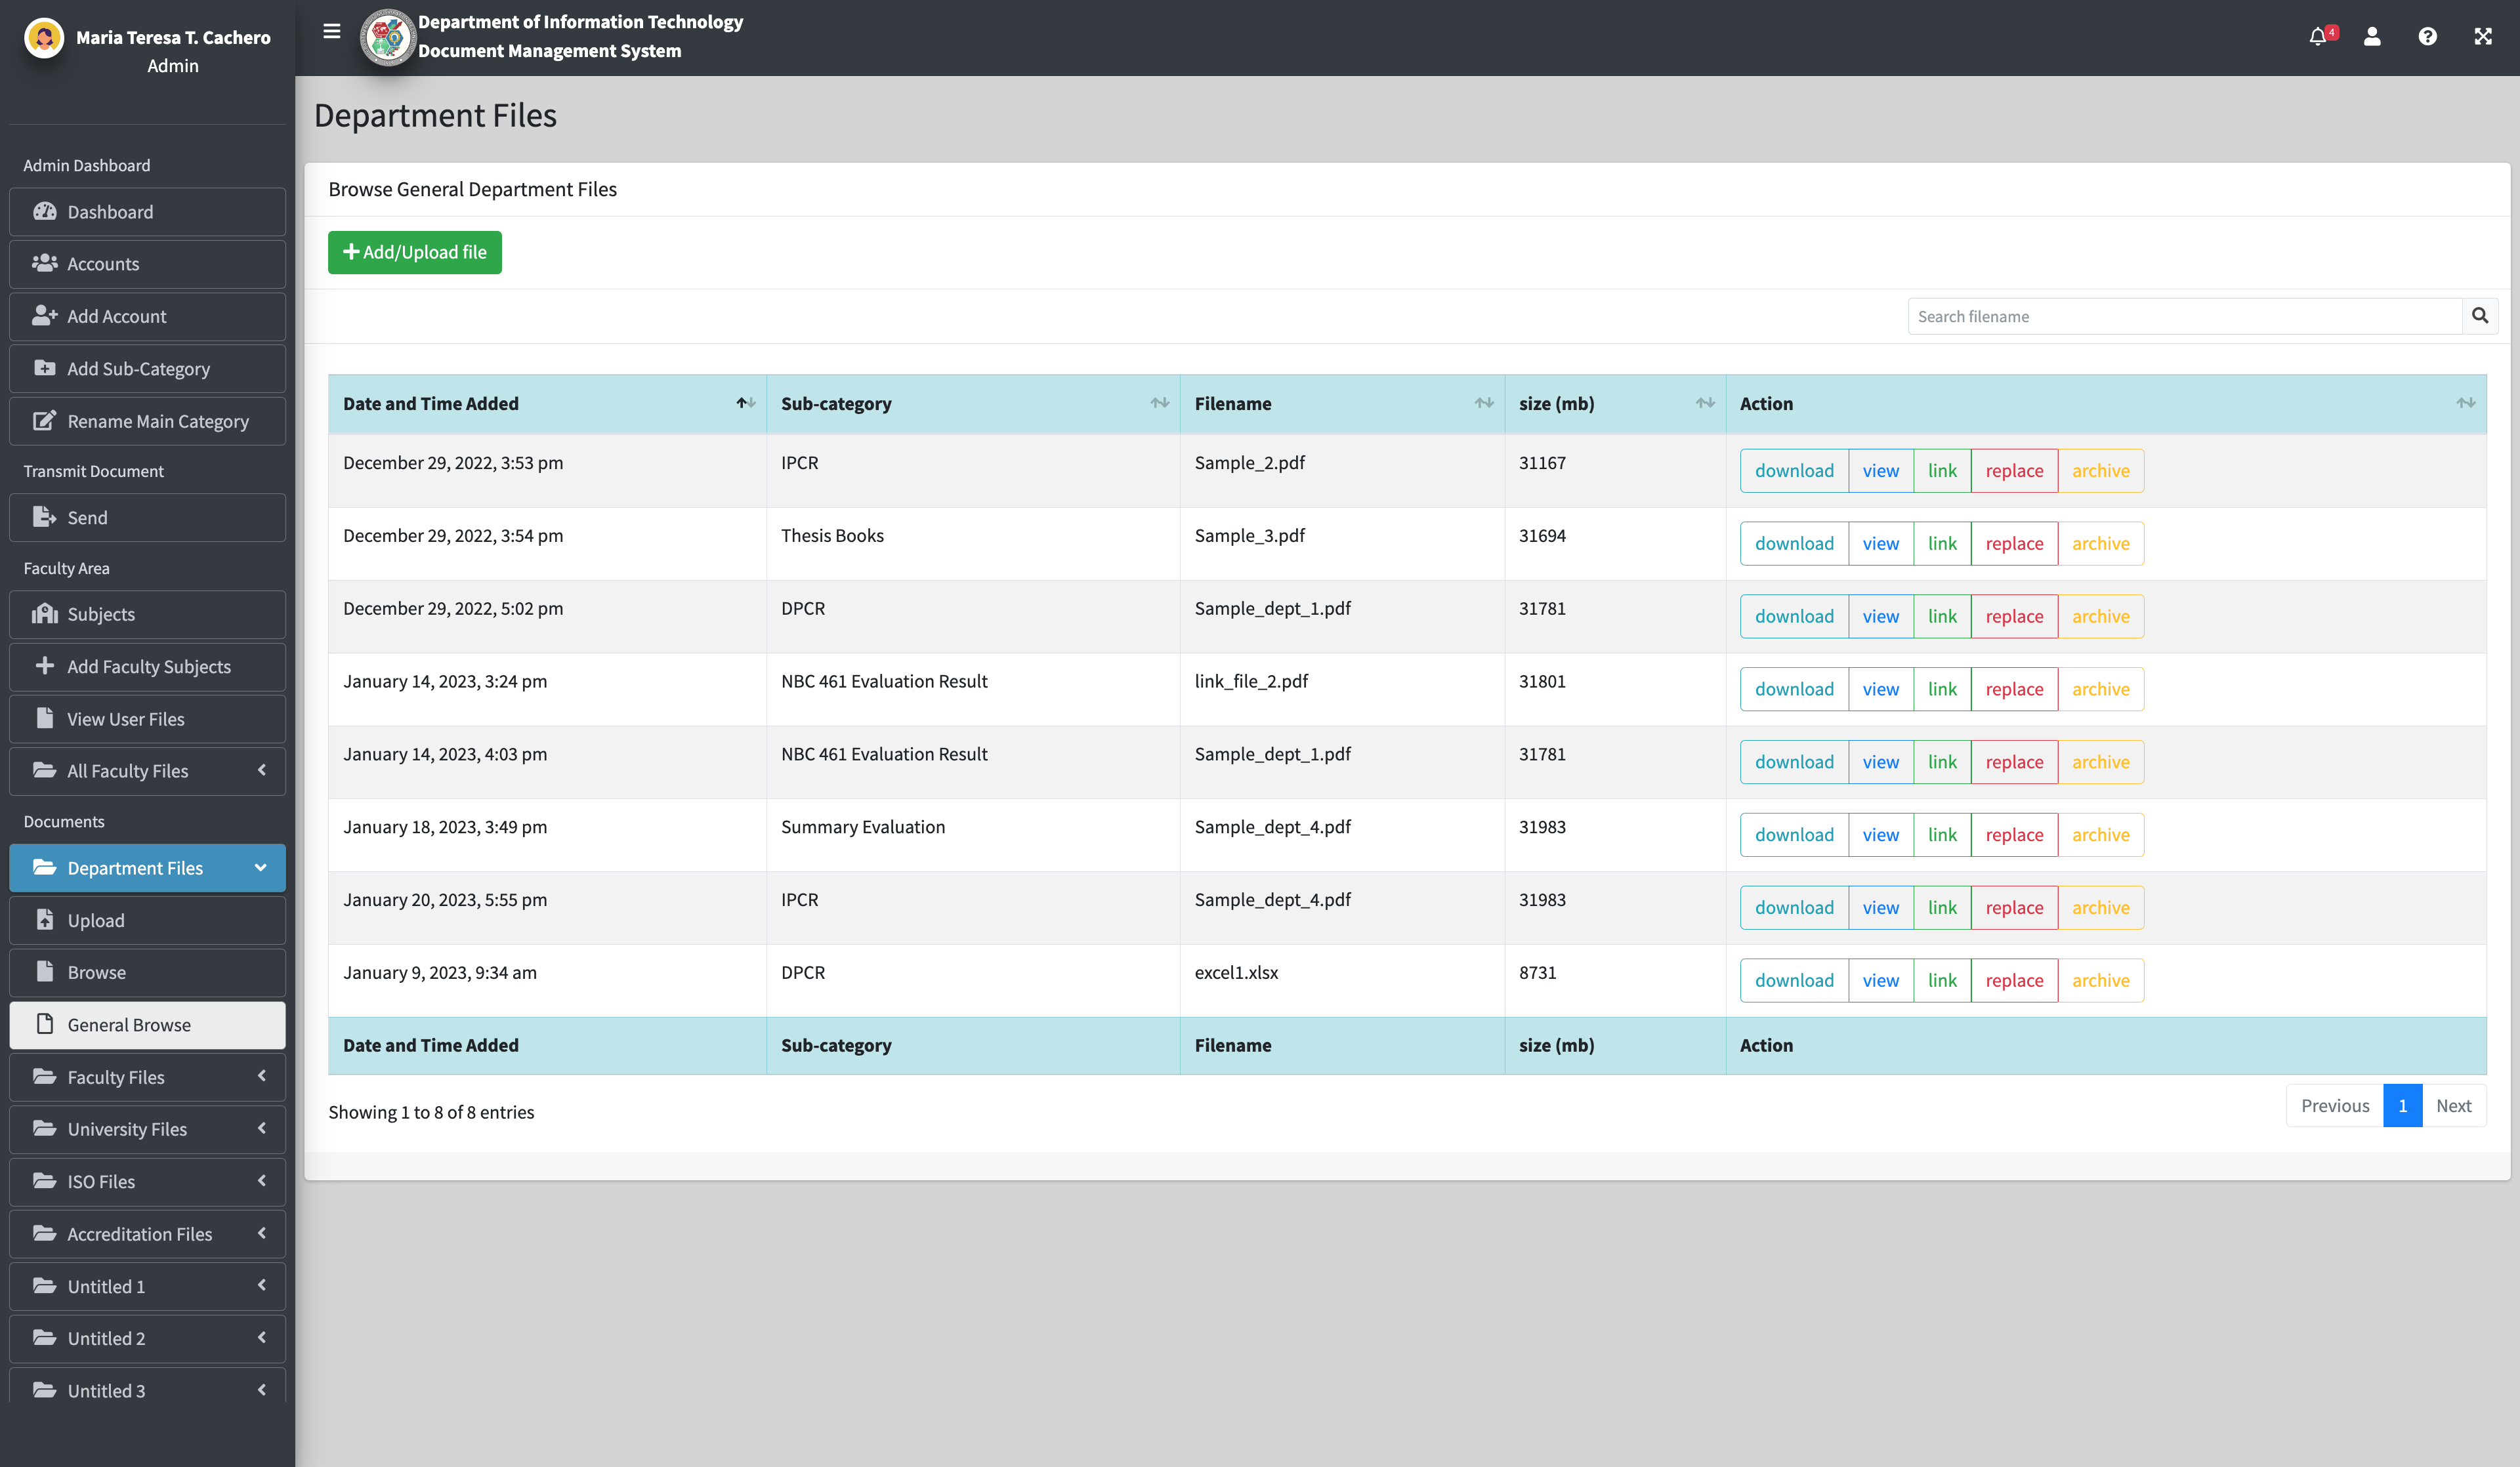 Maria Teresa T. Cachero
Admin
Admin Dashboard
Dashboard
Accounts
Add Account
Add Sub-Category
Rename Main Category
Transmit Document
Send
Faculty Area
Subjects
Add Faculty Subjects
View User Files
All Faculty Files
Documents
Department Files
Upload
Browse
General Browse
Faculty Files
University Files
ISO Files
Accreditation Files
Untitled 1
Untitled 2
Untitled 3
Department of Information Technology
Document Management System
4
Department Files
Browse General Department Files
Add/Upload file
Search filename
Date and Time Added Sub-category Filename size (mb) Action
December 29, 2022, 3:53 pm IPCR Sample_2.pdf 31167 download view link replace archive
December 29, 2022, 3:54 pm Thesis Books Sample_3.pdf 31694 download view link replace archive
December 29, 2022, 5:02 pm DPCR Sample_dept_1.pdf 31781 download view link replace archive
January 14, 2023, 3:24 pm NBC 461 Evaluation Result link_file_2.pdf 31801 download view link replace archive
January 14, 2023, 4:03 pm NBC 461 Evaluation Result Sample_dept_1.pdf 31781 download view link replace archive
January 18, 2023, 3:49 pm Summary Evaluation Sample_dept_4.pdf 31983 download view link replace archive
January 20, 2023, 5:55 pm IPCR Sample_dept_4.pdf 31983 download view link replace archive
January 9, 2023, 9:34 am DPCR excel1.xlsx 8731 download view link replace archive
Date and Time Added Sub-category Filename size (mb) Action
Showing 1 to 8 of 8 entries
Previous 1 Next